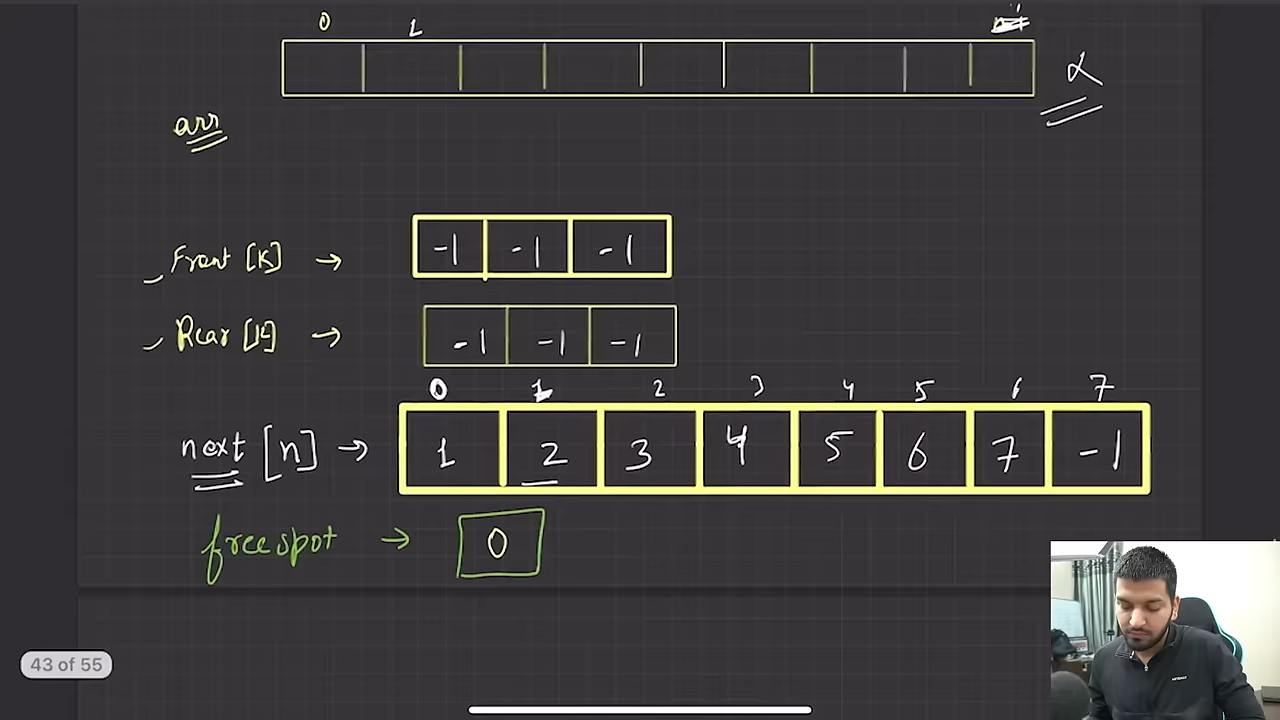 0 1
α
arr
Front [K] → -1 -1 -1
Rear [K] → -1 -1 -1
0 1 2 3 4 5 6 7
next [n] → 1 2 3 4 5 6 7 -1
freespot → 0
43 of 55